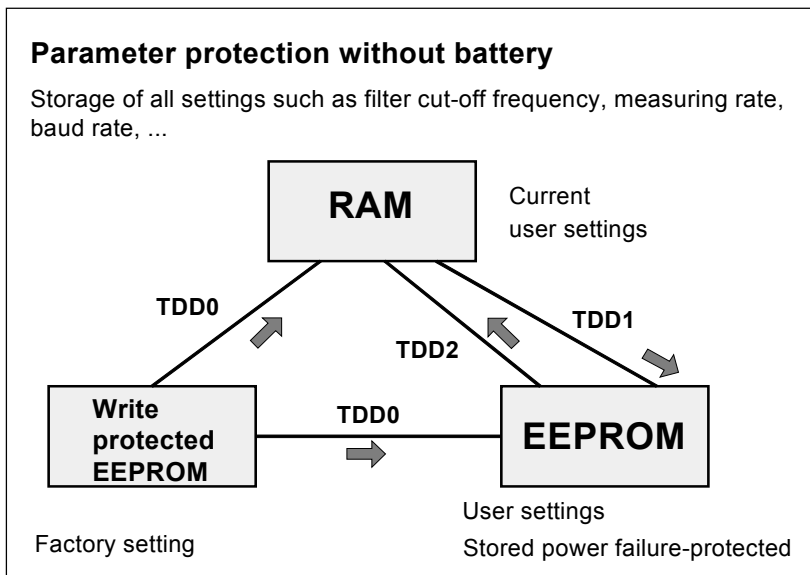 Parameter protection without battery
Storage of all settings such as filter cut-off frequency, measuring rate,
baud rate, ...
RAM
Current
user settings
TDD0
TDD2
TDD1
Write
protected
EEPROM
TDD0
EEPROM
Factory setting
User settings
Stored power failure-protected